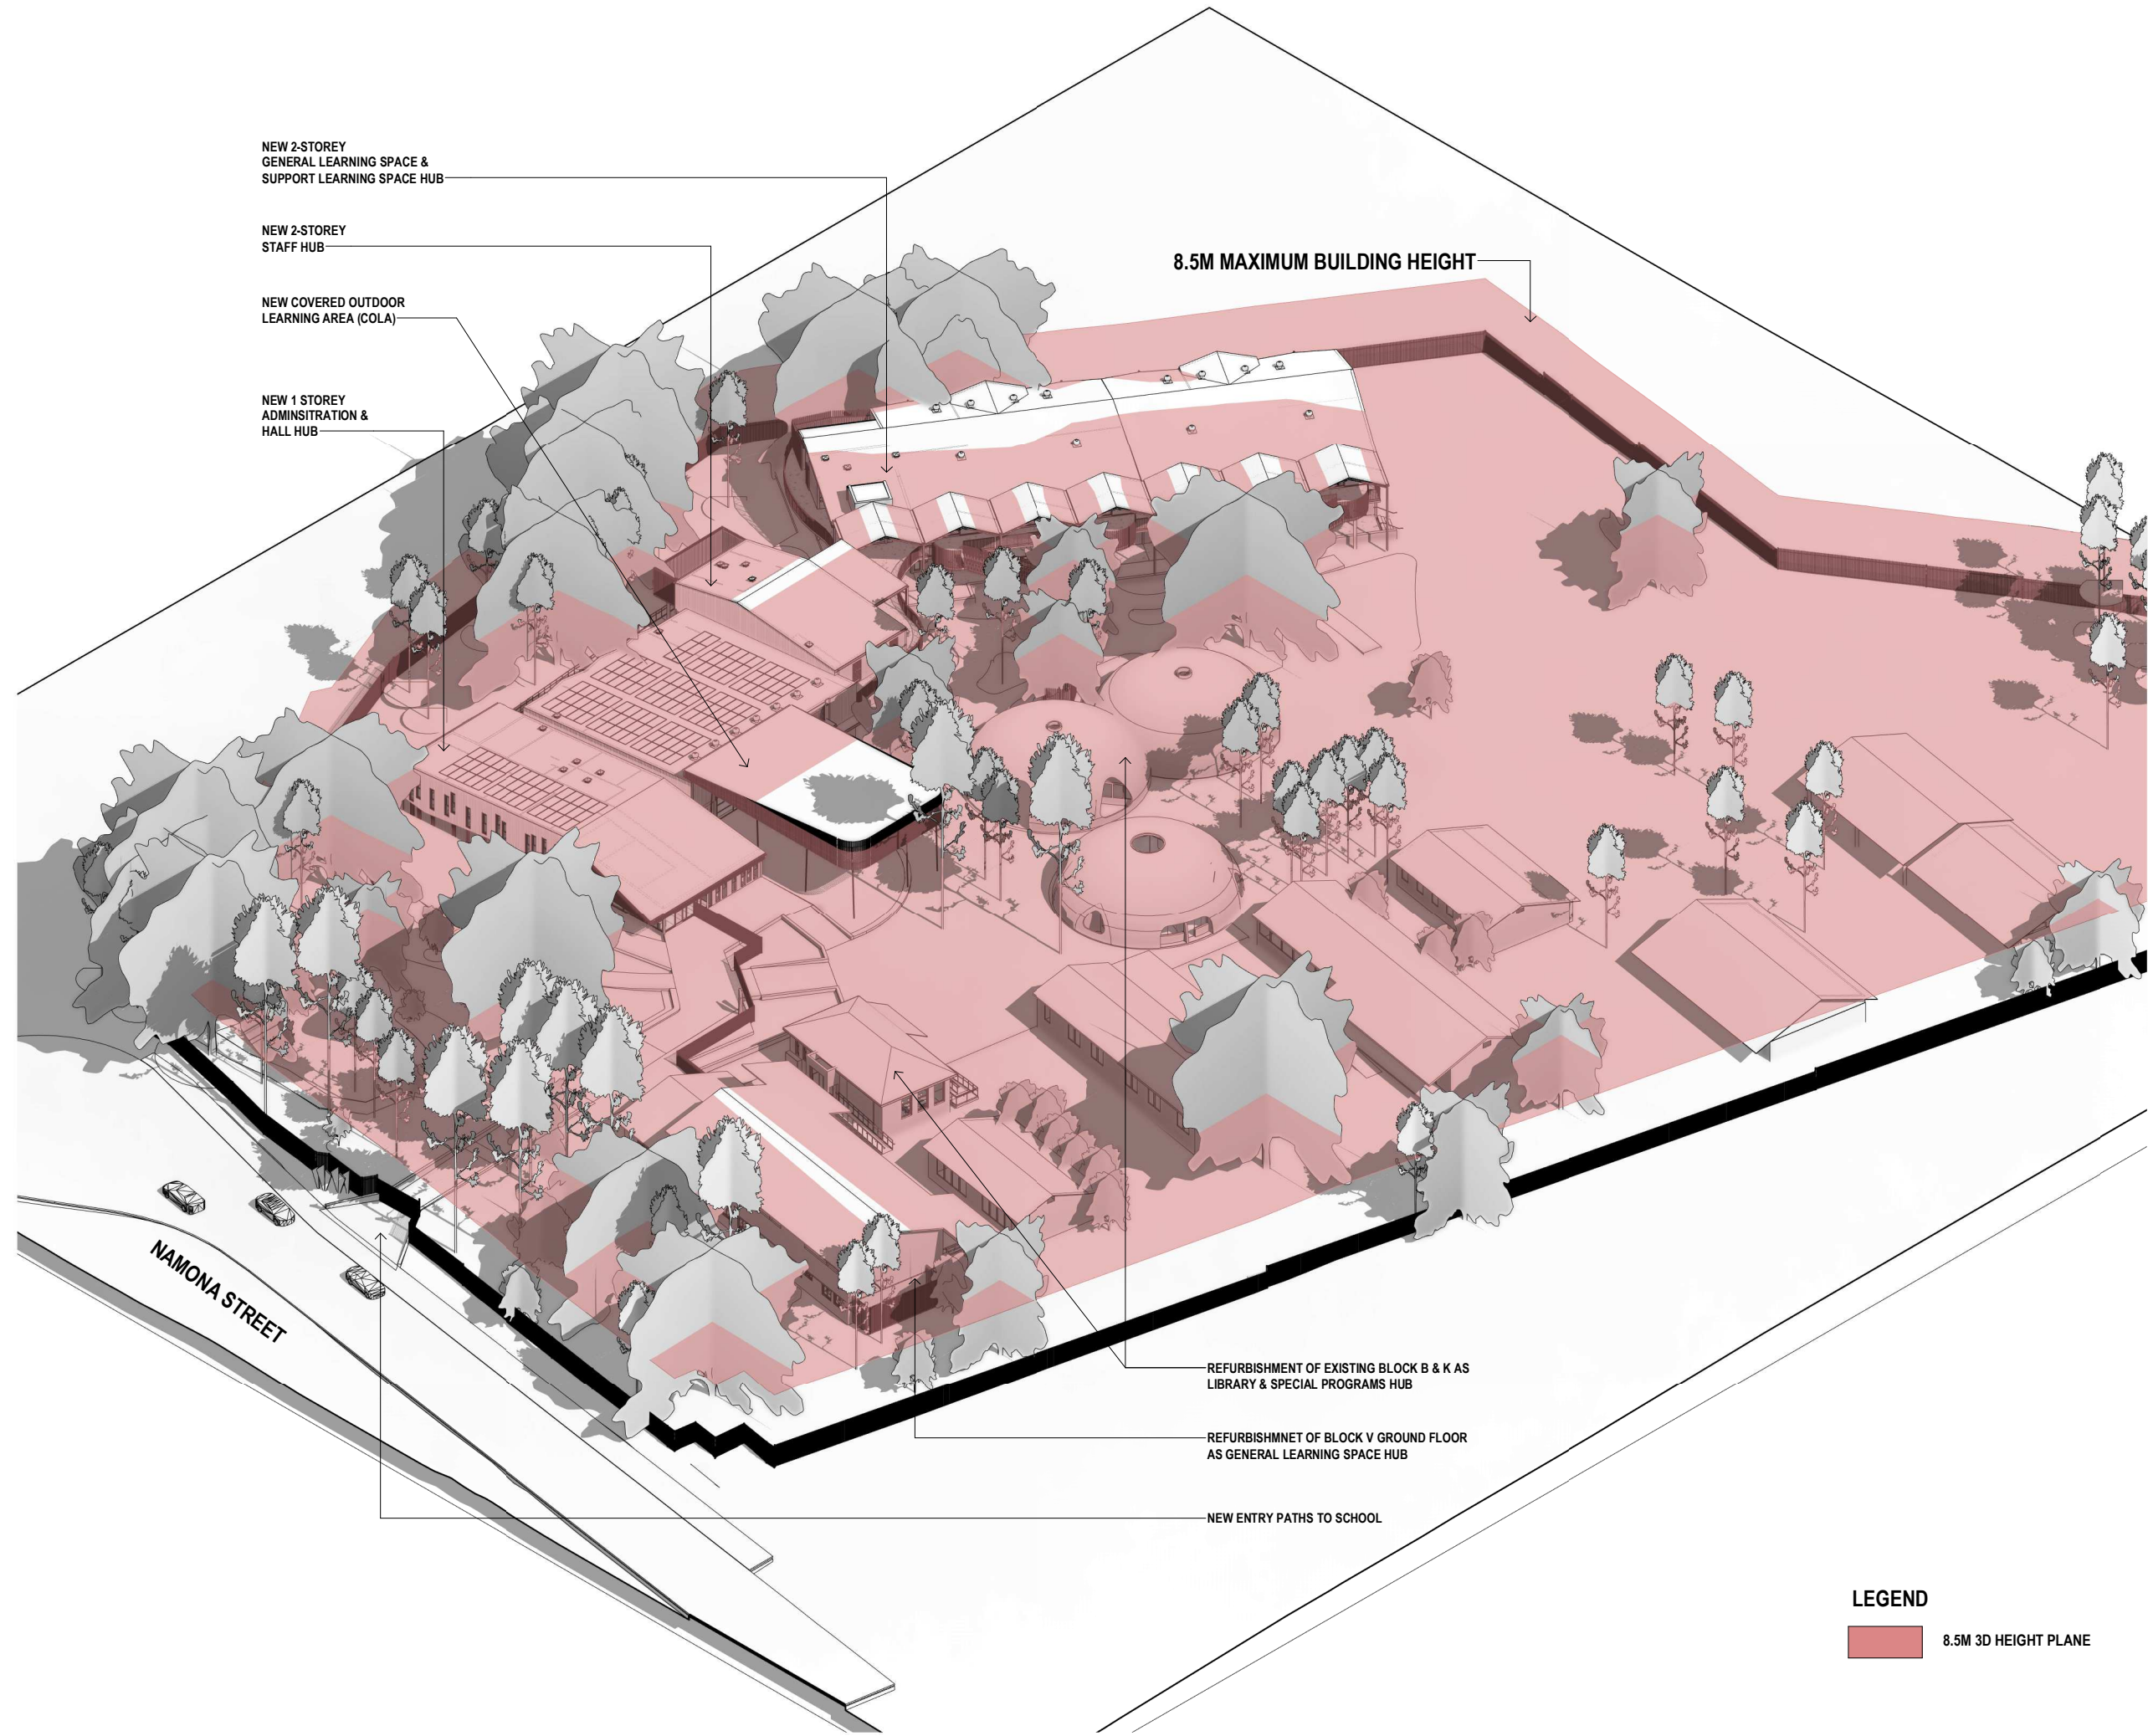 NEW 2-STOREY
GENERAL LEARNING SPACE &
SUPPORT LEARNING SPACE HUB
NEW 2-STOREY
STAFF HUB
8.5M MAXIMUM BUILDING HEIGHT
NEW COVERED OUTDOOR
LEARNING AREA (COLA)
NEW 1 STOREY
ADMINSITRATION &
HALL HUB
NAMONA STREET
REFURBISHMENT OF EXISTING BLOCK B & K AS
LIBRARY & SPECIAL PROGRAMS HUB
REFURBISHMNET OF BLOCK V GROUND FLOOR
AS GENERAL LEARNING SPACE HUB
NEW ENTRY PATHS TO SCHOOL
LEGEND
8.5M 3D HEIGHT PLANE